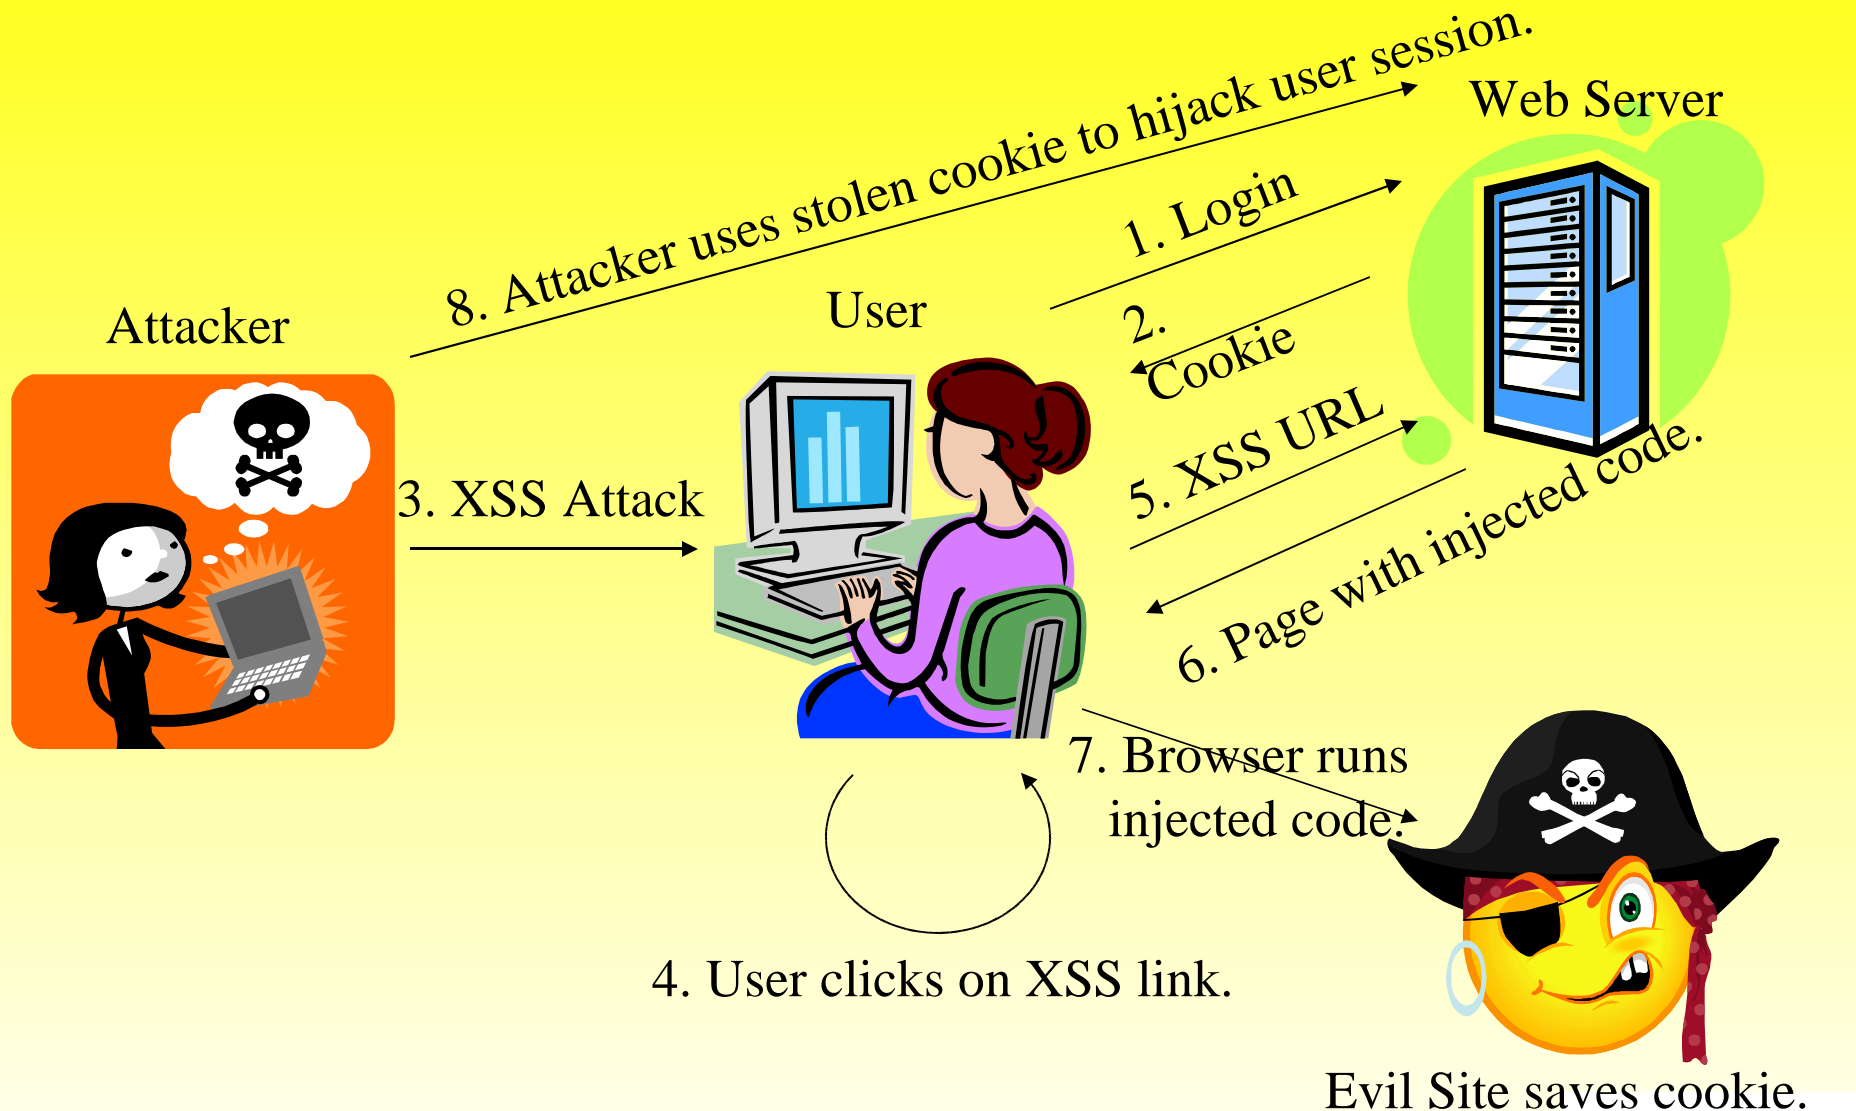 8. Attacker uses stolen cookie to hijack user session.
Web Server
1. Login
User
Attacker
2.
Cookie
3. XSS Attack
5. XSS URL
6. Page with injected code.
7. Browser runs
injected code.
4. User clicks on XSS link.
Evil Site saves cookie.